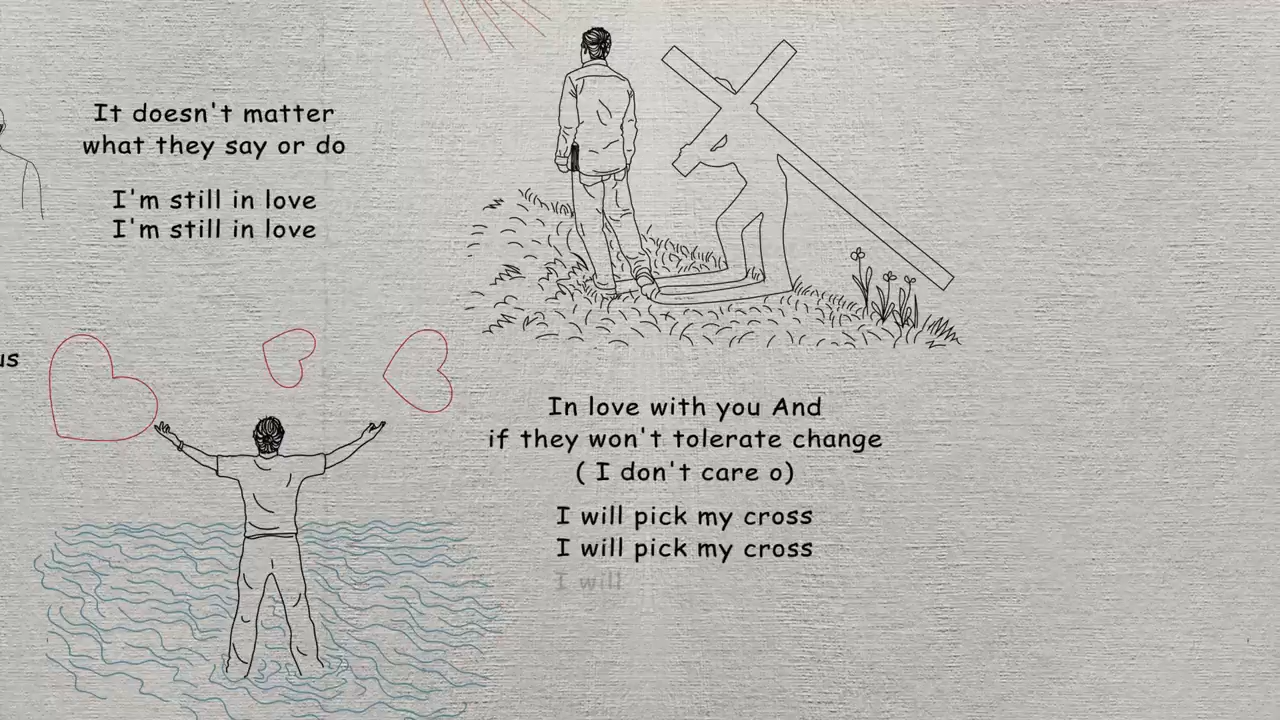 It doesn't matter
what they say or do
I'm still in love
I'm still in love
us
In love with you And
if they won't tolerate change
( I don't care o)
I will pick my cross
I will pick my cross
I will